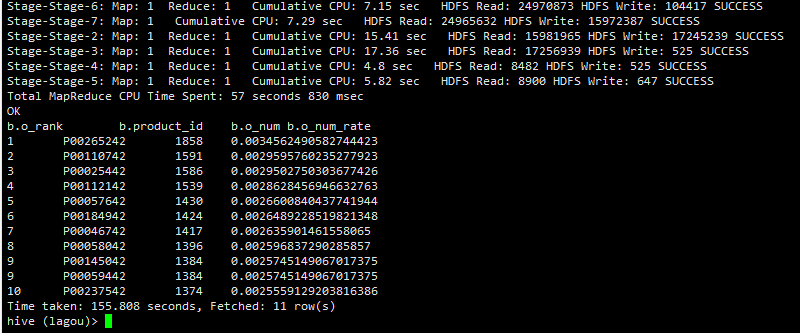 Stage-Stage-6: Map: 1 Reduce: 1 Cumulative CPU: 7.15 sec HDFS Read: 24970873 HDFS Write: 104417 SUCCESS
Stage-Stage-7: Map: 1 Cumulative CPU: 7.29 sec HDFS Read: 24965632 HDFS Write: 15972387 SUCCESS
Stage-Stage-2: Map: 1 Reduce: 1 Cumulative CPU: 15.41 sec HDFS Read: 15981965 HDFS Write: 17245239 SUCCESS
Stage-Stage-3: Map: 1 Reduce: 1 Cumulative CPU: 17.36 sec HDFS Read: 17256939 HDFS Write: 525 SUCCESS
Stage-Stage-4: Map: 1 Reduce: 1 Cumulative CPU: 4.8 sec HDFS Read: 8482 HDFS Write: 525 SUCCESS
Stage-Stage-5: Map: 1 Reduce: 1 Cumulative CPU: 5.82 sec HDFS Read: 8900 HDFS Write: 647 SUCCESS
Total MapReduce CPU Time Spent: 57 seconds 830 msec
OK
b.o_rank b.product_id b.o_num b.o_num_rate
1 P00265242 1858 0.0034562490582744423
2 P00110742 1591 0.0029595760235277923
3 P00025442 1586 0.0029502750303677426
4 P00112142 1539 0.0028628456946632763
5 P00057642 1430 0.0026600840437741944
6 P00184942 1424 0.0026489228519821348
7 P00046742 1417 0.002635901461558065
8 P00058042 1396 0.002596837290285857
9 P00145042 1384 0.0025745149067017375
9 P00059442 1384 0.0025745149067017375
10 P00237542 1374 0.0025559129203816386
Time taken: 155.808 seconds, Fetched: 11 row(s)
hive (lagou)>